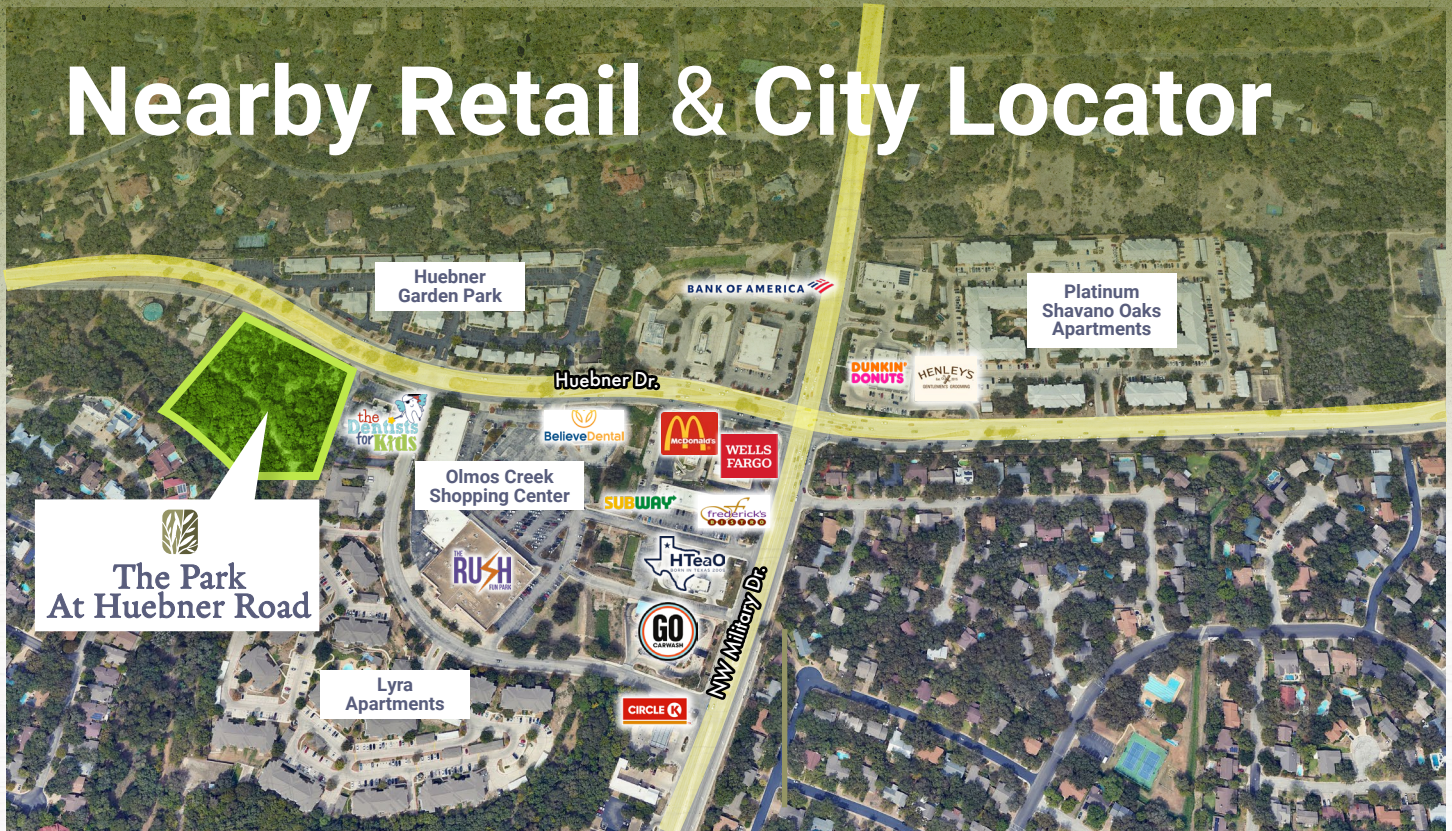 Nearby Retail & City Locator
Huebner
Garden Park
BANK OF AMERICA
Platinum
Shavano Oaks
Apartments
DUNKIN'
DONUTS
HENLEYS
GENTLEMEN'S GROOMING
Huebner Dr.
the
Dentists
for Kids
BelieveDental
McDonald's
WELLS
FARGO
Olmos Creek
Shopping Center
SUBWAY
frederick's
BISTRO
The Park
At Huebner Road
THE
RUSH
FUN PARK
HTeaO
BORN IN TEXAS 2009
GO
CARWASH
NW Military Dr.
Lyra
Apartments
CIRCLE K